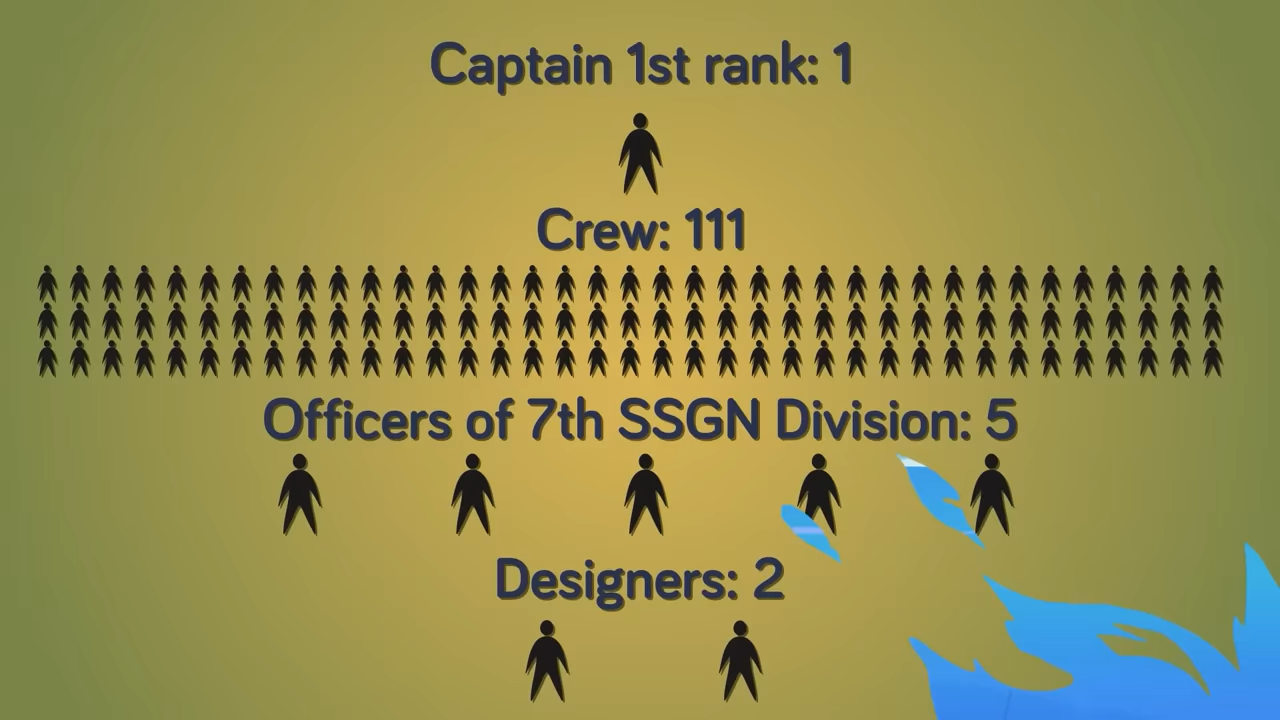 Captain 1st rank: 1
Crew: 111
Officers of 7th SSGN Division: 5
Designers: 2